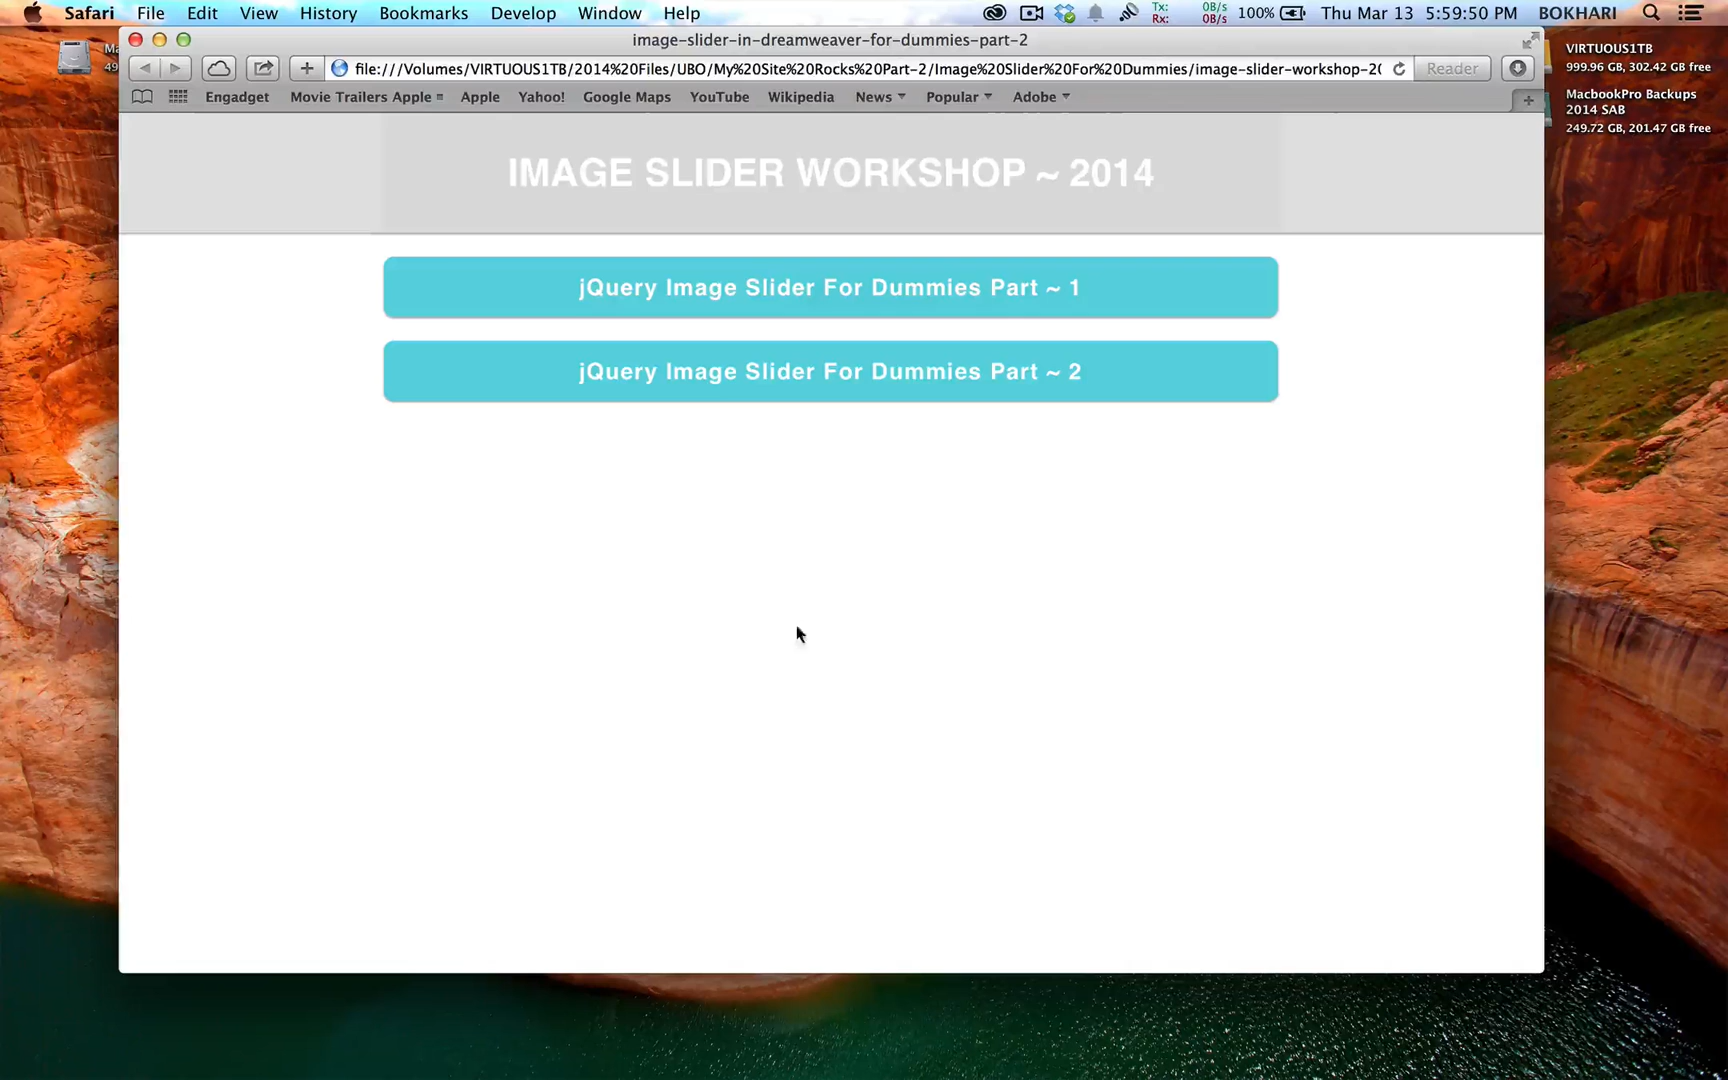 Safari File Edit View History Bookmarks Develop Window Help Tx: 0B/s Rx: 0B/s 100% Thu Mar 13 5:59:50 PM BOKHARI
image-slider-in-dreamweaver-for-dummies-part-2
file:///Volumes/VIRTUOUS1TB/2014%20Files/UBO/My%20Site%20Rocks%20Part-2/Image%20Slider%20For%20Dummies/image-slider-workshop-20 Reader
Engadget Movie Trailers Apple Apple Yahoo! Google Maps YouTube Wikipedia News Popular Adobe
VIRTUOUS1TB
999.96 GB, 302.42 GB free
MacbookPro Backups
2014 SAB
249.72 GB, 201.47 GB free
IMAGE SLIDER WORKSHOP ~ 2014
jQuery Image Slider For Dummies Part ~ 1
jQuery Image Slider For Dummies Part ~ 2